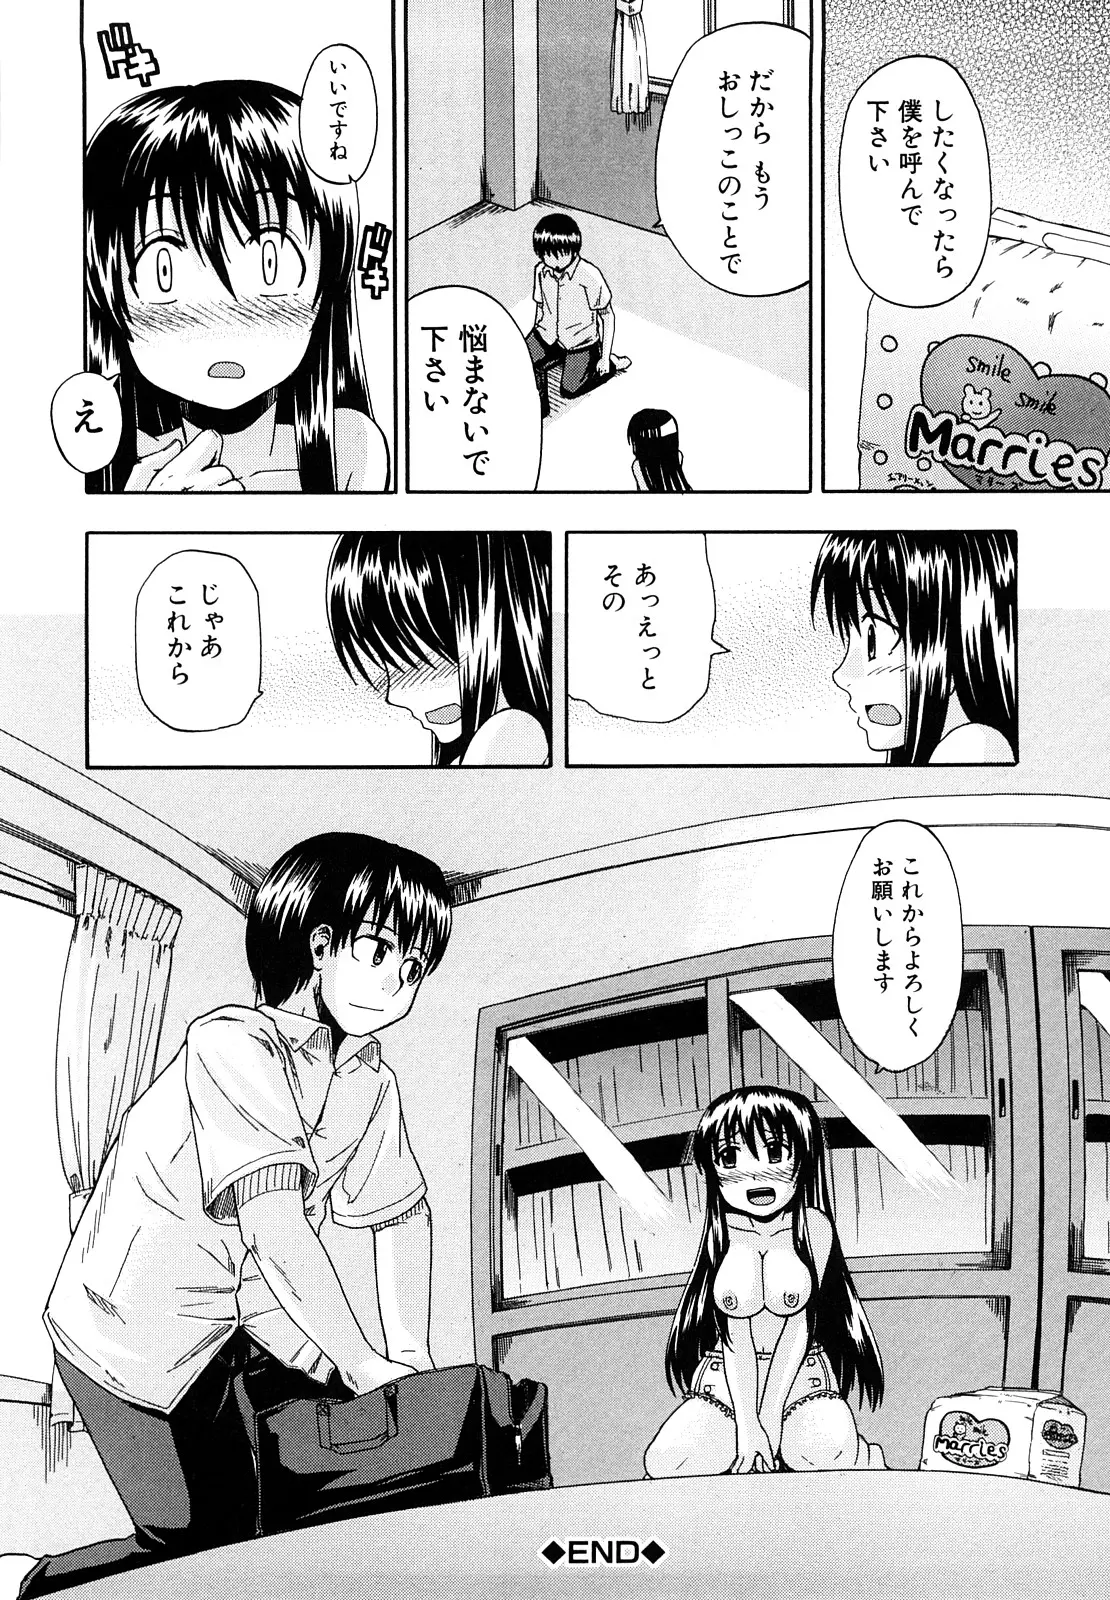 したくなったら
僕を呼んで
下さい
smile
smile
Marries
だから もう
おしっこのことで
悩まないで
下さい
いいですね
ドキ
ドキ
え
あっえっと
その
じゃあ
これから
これからよろしく
お願いします
Marries
◆END◆